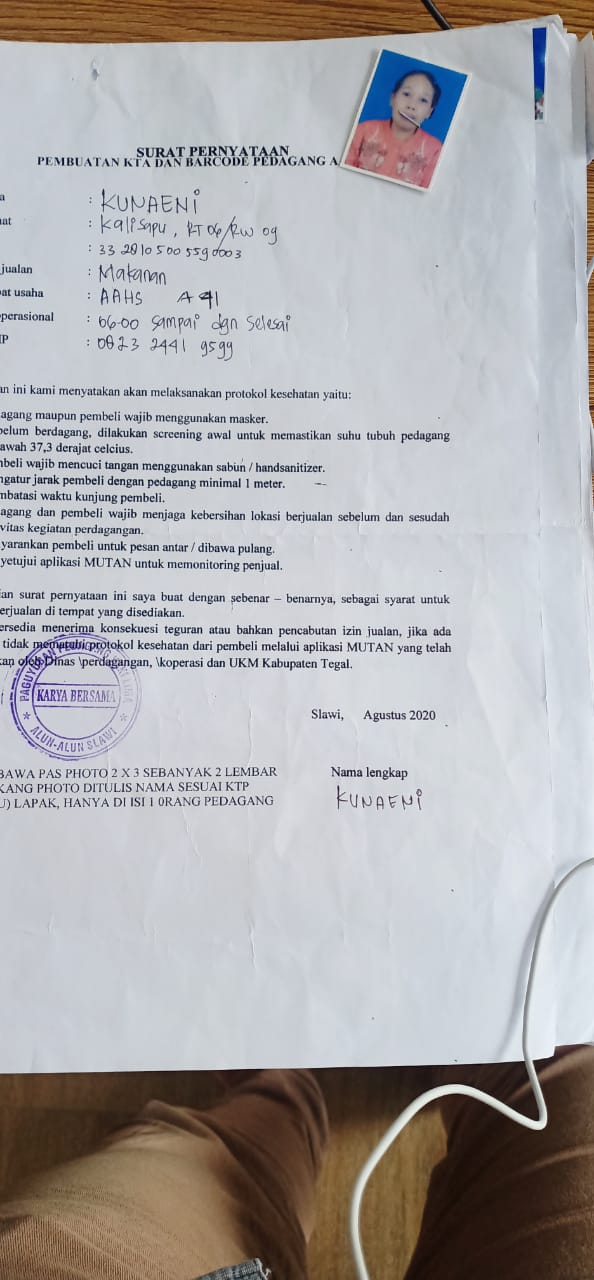 SURAT PERNYATAAN
PEMBUATAN KTA DAN BARCODE PEDAGANG A
a : KUNAENI
at : Kalisapu, RT 06/RW 09
: 33 2810 500 559 0003
jualan : Makanan
at usaha : AAHS A 91
perasional : 06.00 sampai dgn selesai
IP : 0823 2441 9599
an ini kami menyatakan akan melaksanakan protokol kesehatan yaitu:
agang maupun pembeli wajib menggunakan masker.
elum berdagang, dilakukan screening awal untuk memastikan suhu tubuh pedagang
awah 37,3 derajat celcius.
mbeli wajib mencuci tangan menggunakan sabun / handsanitizer.
ngatur jarak pembeli dengan pedagang minimal 1 meter.
mbatasi waktu kunjung pembeli.
agang dan pembeli wajib menjaga kebersihan lokasi berjualan sebelum dan sesudah
vitas kegiatan perdagangan.
yarankan pembeli untuk pesan antar / dibawa pulang.
yetujui aplikasi MUTAN untuk memonitoring penjual.
ian surat pernyataan ini saya buat dengan sebenar – benarnya, sebagai syarat untuk
erjualan di tempat yang disediakan.
ersedia menerima konsekuesi teguran atau bahkan pencabutan izin jualan, jika ada
tidak mematuhi protokol kesehatan dari pembeli melalui aplikasi MUTAN yang telah
kan oleh Dinas \perdagangan, \koperasi dan UKM Kabupaten Tegal.
KARYA BERSAMA
ALUN-ALUN SLAWI
Slawi, Agustus 2020
BAWA PAS PHOTO 2 X 3 SEBANYAK 2 LEMBAR
KANG PHOTO DITULIS NAMA SESUAI KTP
U) LAPAK, HANYA DI ISI 1 0RANG PEDAGANG
Nama lengkap
KUNAENI